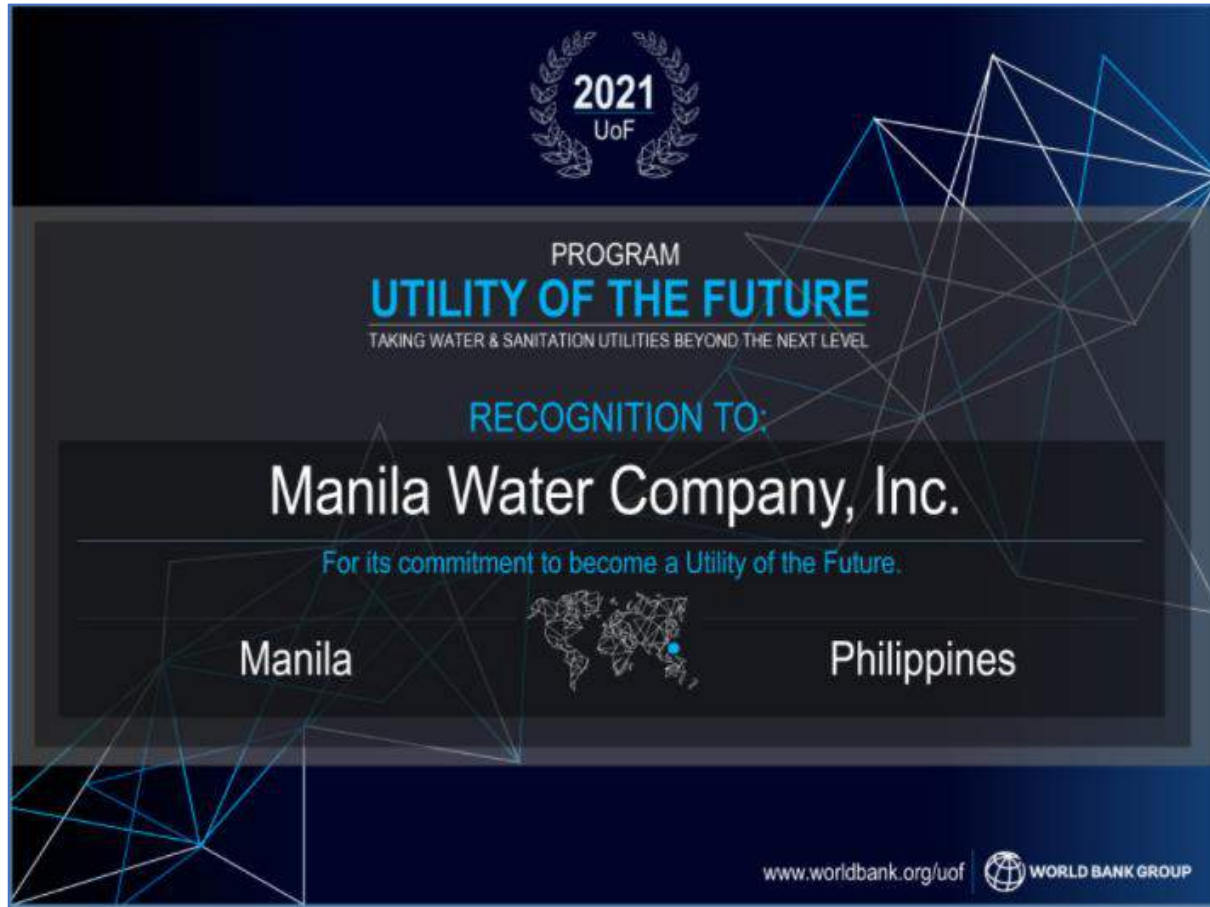 2021
UoF
PROGRAM
UTILITY OF THE FUTURE
TAKING WATER & SANITATION UTILITIES BEYOND THE NEXT LEVEL
RECOGNITION TO:
Manila Water Company, Inc.
For its commitment to become a Utility of the Future.
Manila
Philippines
www.worldbank.org/uof
WORLD BANK GROUP